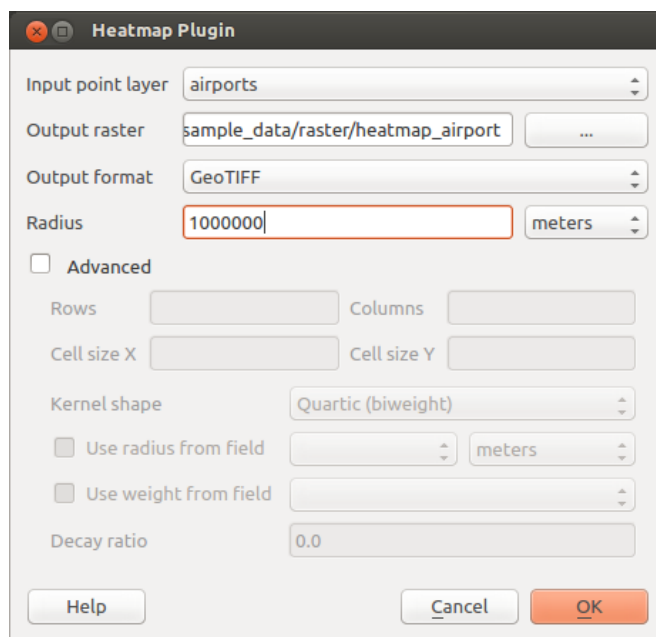 Heatmap Plugin
Input point layer airports
Output raster sample_data/raster/heatmap_airport ...
Output format GeoTIFF
Radius 1000000 meters
Advanced
Rows Columns
Cell size X Cell size Y
Kernel shape Quartic (biweight)
Use radius from field meters
Use weight from field
Decay ratio 0.0
Help Cancel OK